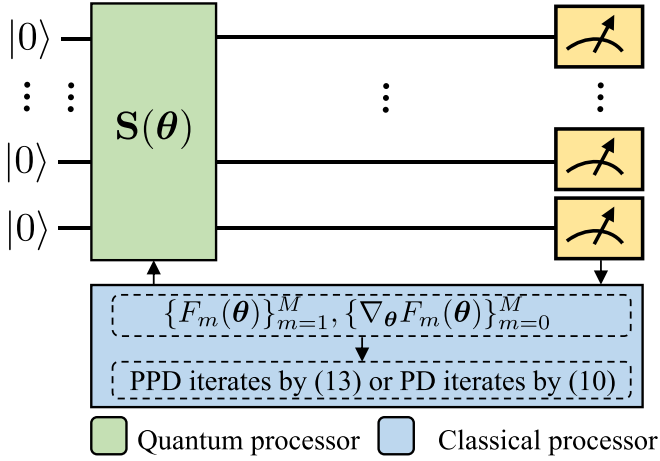 |0⟩
⋮ ⋮ ⋮ ⋮
S(θ)
|0⟩
|0⟩
{F_m(θ)}_{m=1}^M, {∇_θ F_m(θ)}_{m=0}^M
PPD iterates by (13) or PD iterates by (10)
Quantum processor Classical processor